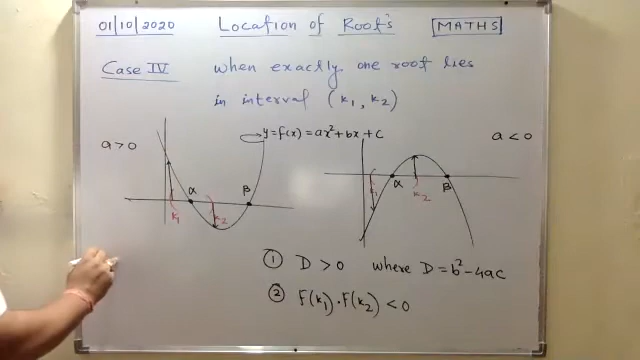 01/10/2020 Location of Roots MATHS
Case IV when exactly one root lies
in interval (k₁, k₂)
a > 0 y = f(x) = ax² + bx + c a < 0
α β k₁ k₂
α β k₂
① D > 0 where D = b² - 4ac
② F(k₁) . F(k₂) < 0